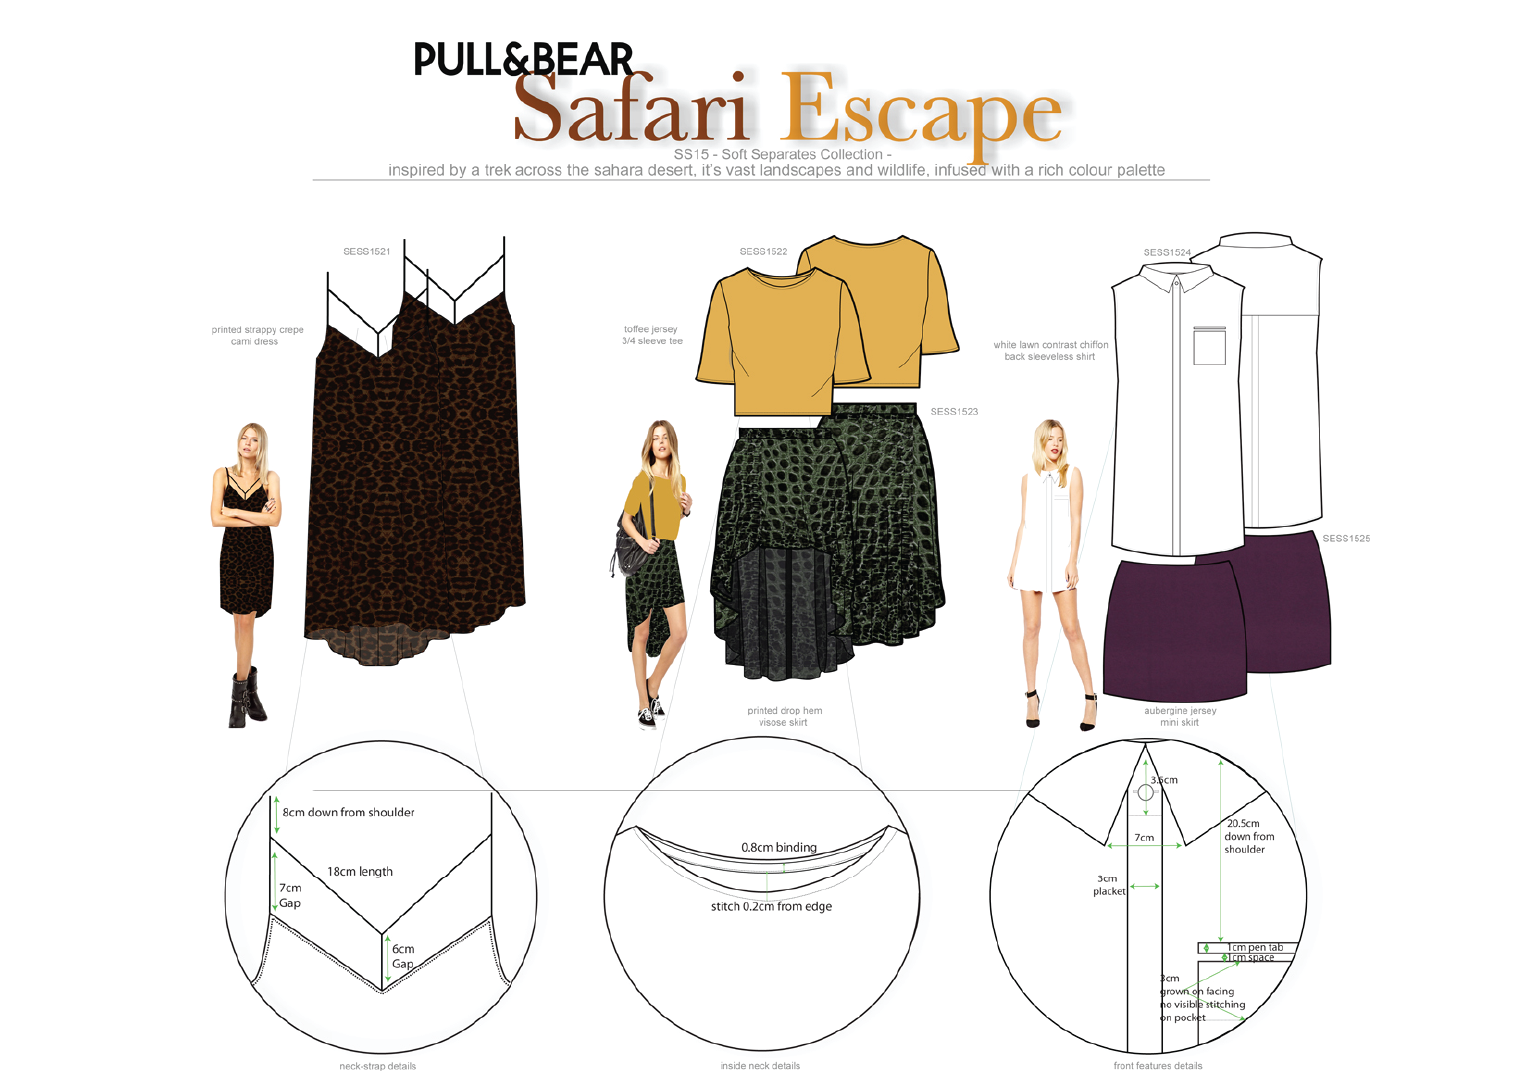 PULL&BEAR
Safari Escape
SS15 - Soft Separates Collection -
inspired by a trek across the sahara desert, it's vast landscapes and wildlife, infused with a rich colour palette
SESS1521
printed strappy crepe
cami dress
SESS1522
toffee jersey
3/4 sleeve tee
SESS1523
printed drop hem
visose skirt
SESS1524
white lawn contrast chiffon
back sleeveless shirt
SESS1525
aubergine jersey
mini skirt
8cm down from shoulder
18cm length
7cm
Gap
6cm
Gap
neck-strap details
0.8cm binding
stitch 0.2cm from edge
inside neck details
3.5cm
7cm
20.5cm
down from
shoulder
3cm
placket
1cm pen tab
1cm space
3cm
grown on facing
no visible stitching
on pocket
front features details